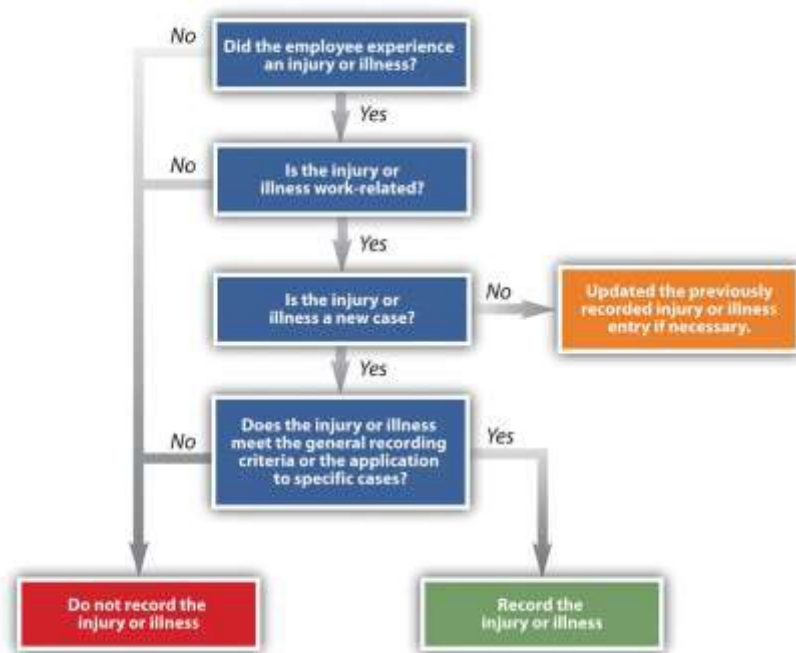 No
Did the employee experience
an injury or illness?
Yes
No
Is the injury or
illness work-related?
Yes
Is the injury or
illness a new case?
No
Updated the previously
recorded injury or illness
entry if necessary.
Yes
No
Does the injury or illness
meet the general recording
criteria or the application
to specific cases?
Yes
Do not record the
injury or illness
Record the
injury or illness